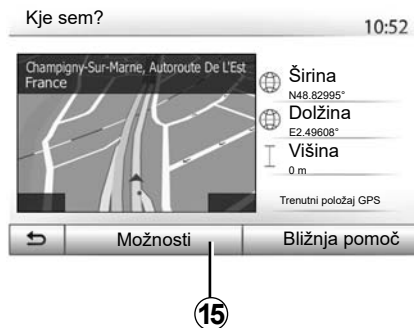 Kje sem?
10:52
Champigny-Sur-Marne, Autoroute De L'Est
France
Širina
N48.82995°
Dolžina
E2.49608°
Višina
0 m
Trenutni položaj GPS
Možnosti
Bližnja pomoč
15